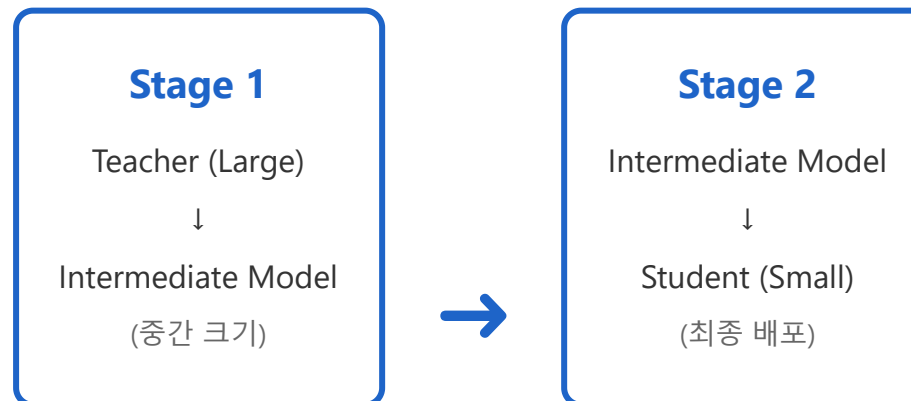 Stage 1
Teacher (Large)
↓
Intermediate Model
(중간 크기)
→
Stage 2
Intermediate Model
↓
Student (Small)
(최종 배포)